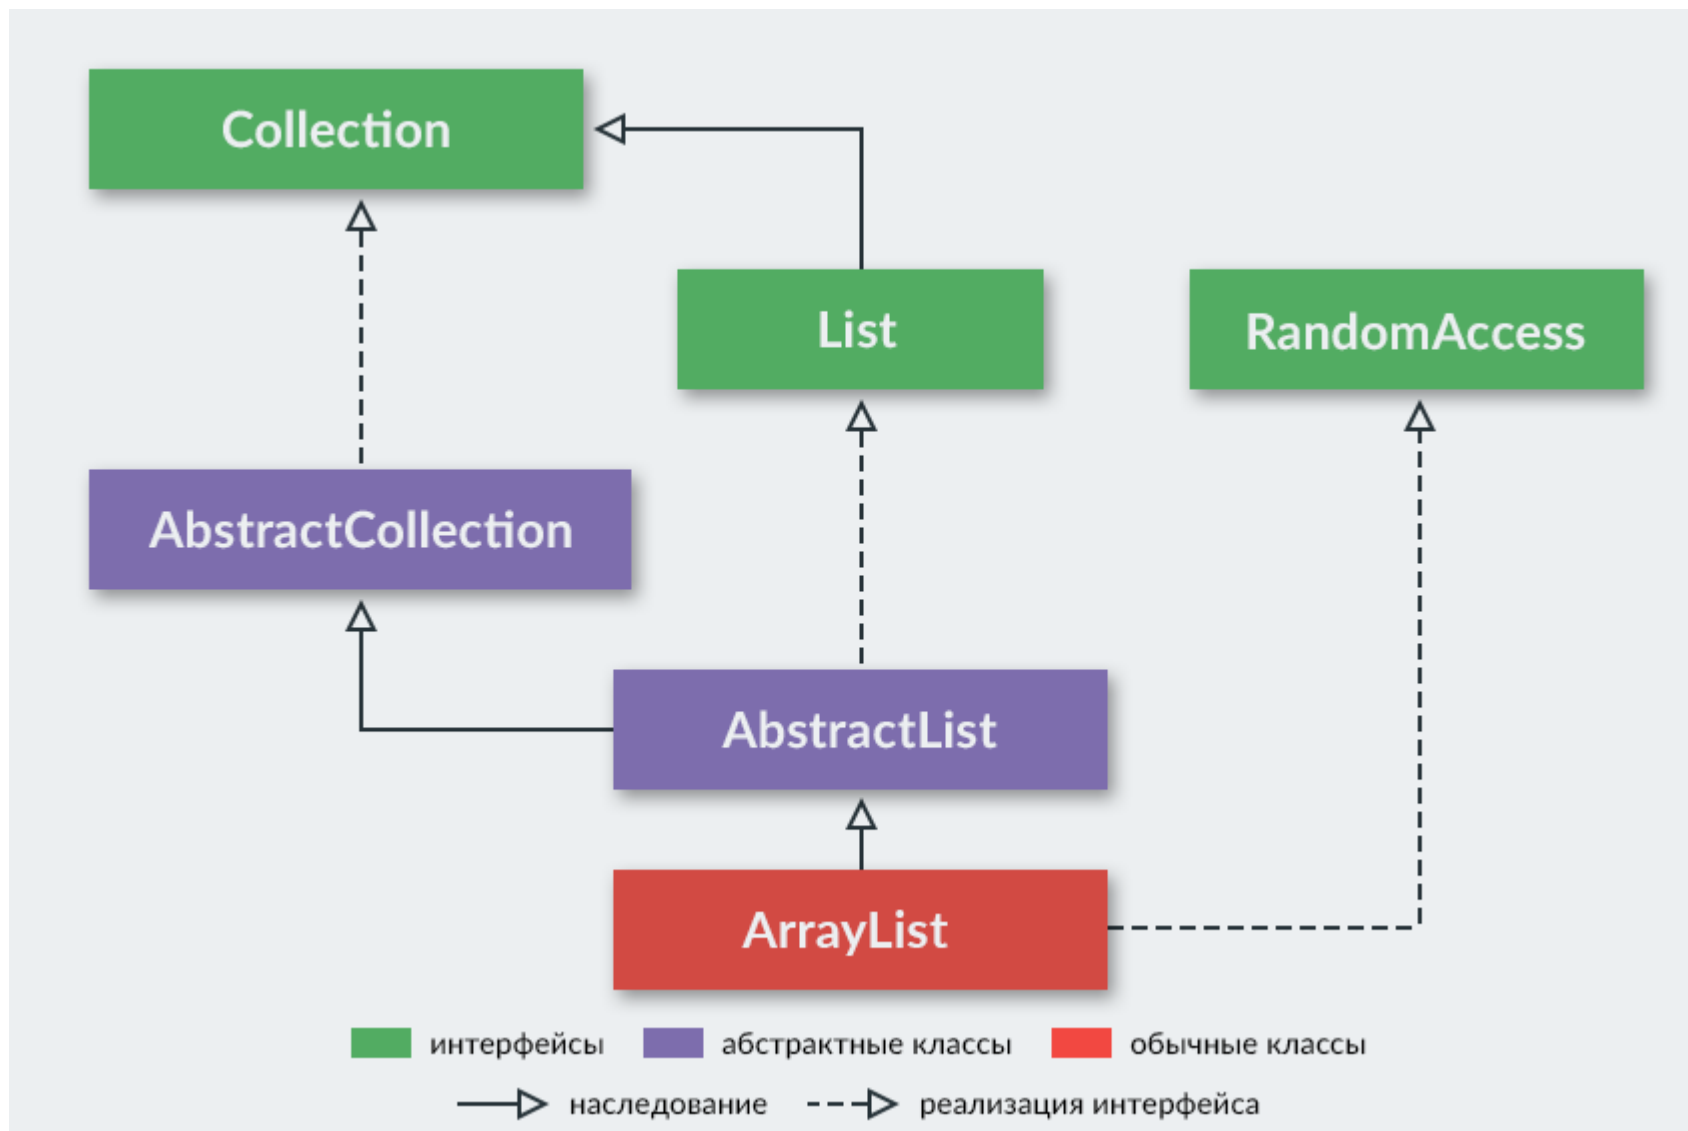 Collection
List
RandomAccess
AbstractCollection
AbstractList
ArrayList
интерфейсы
абстрактные классы
обычные классы
наследование
реализация интерфейса